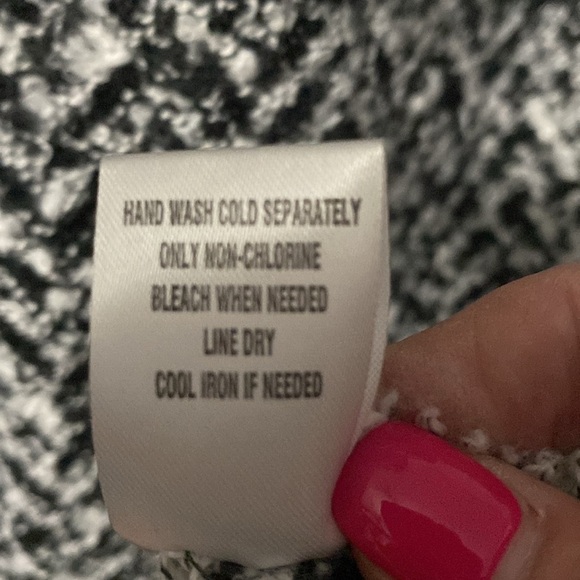 HAND WASH COLD SEPARATELY
ONLY NON-CHLORINE
BLEACH WHEN NEEDED
LINE DRY
COOL IRON IF NEEDED